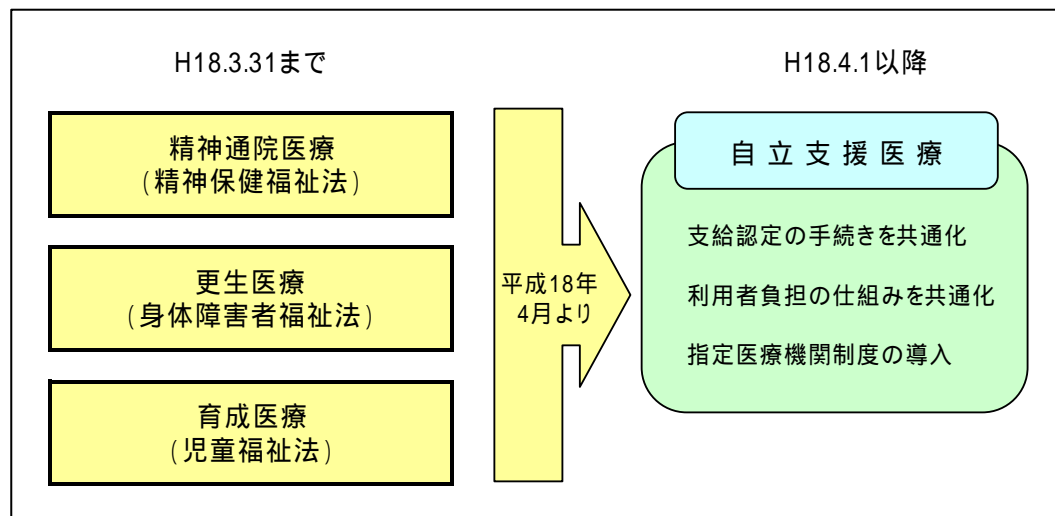 H18.3.31まで
精神通院医療
(精神保健福祉法)
更生医療
(身体障害者福祉法)
育成医療
(児童福祉法)
平成18年
4月より
H18.4.1以降
自立支援医療
支給認定の手続きを共通化
利用者負担の仕組みを共通化
指定医療機関制度の導入